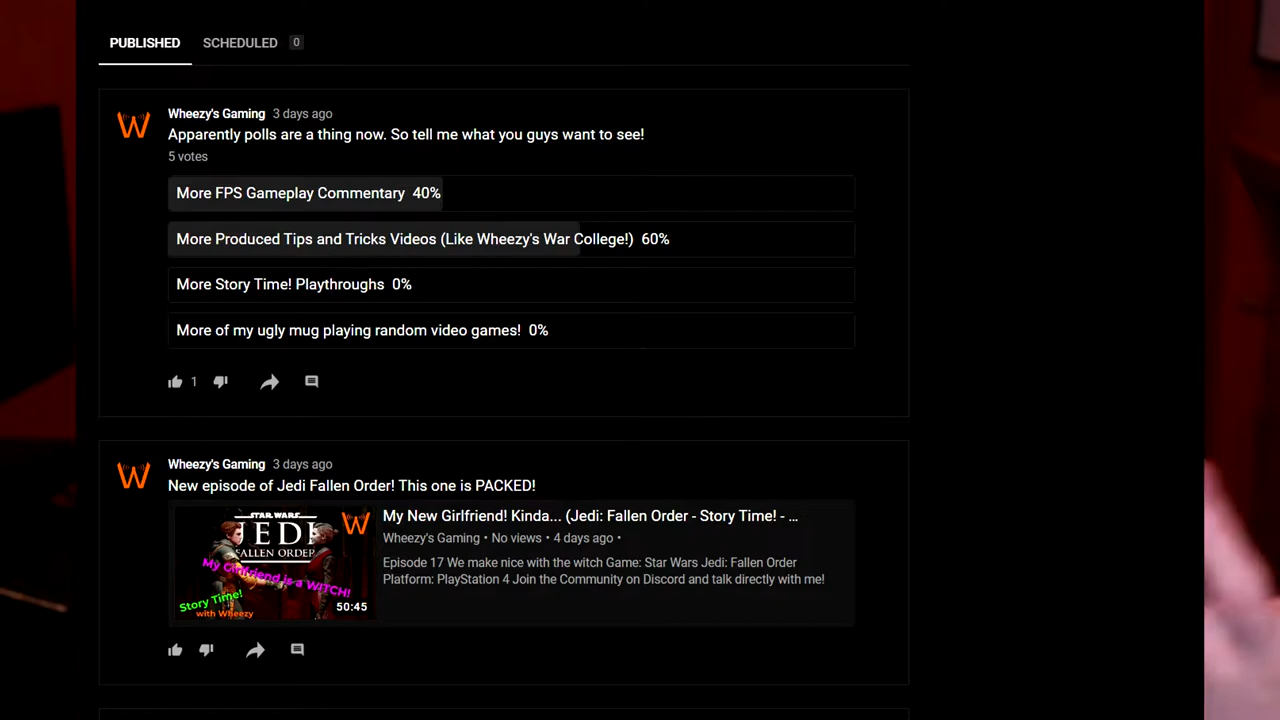 PUBLISHED SCHEDULED 0
Wheezy's Gaming 3 days ago
Apparently polls are a thing now. So tell me what you guys want to see!
5 votes
More FPS Gameplay Commentary 40%
More Produced Tips and Tricks Videos (Like Wheezy's War College!) 60%
More Story Time! Playthroughs 0%
More of my ugly mug playing random video games! 0%
1
W
Wheezy's Gaming 3 days ago
New episode of Jedi Fallen Order! This one is PACKED!
STAR WARS
JEDI
FALLEN ORDER
W
My Girlfriend is a WITCH!
Story Time!
with Wheezy
50:45
My New Girlfriend! Kinda... (Jedi: Fallen Order - Story Time! - ...
Wheezy's Gaming • No views • 4 days ago •
Episode 17 We make nice with the witch Game: Star Wars Jedi: Fallen Order
Platform: PlayStation 4 Join the Community on Discord and talk directly with me!
W